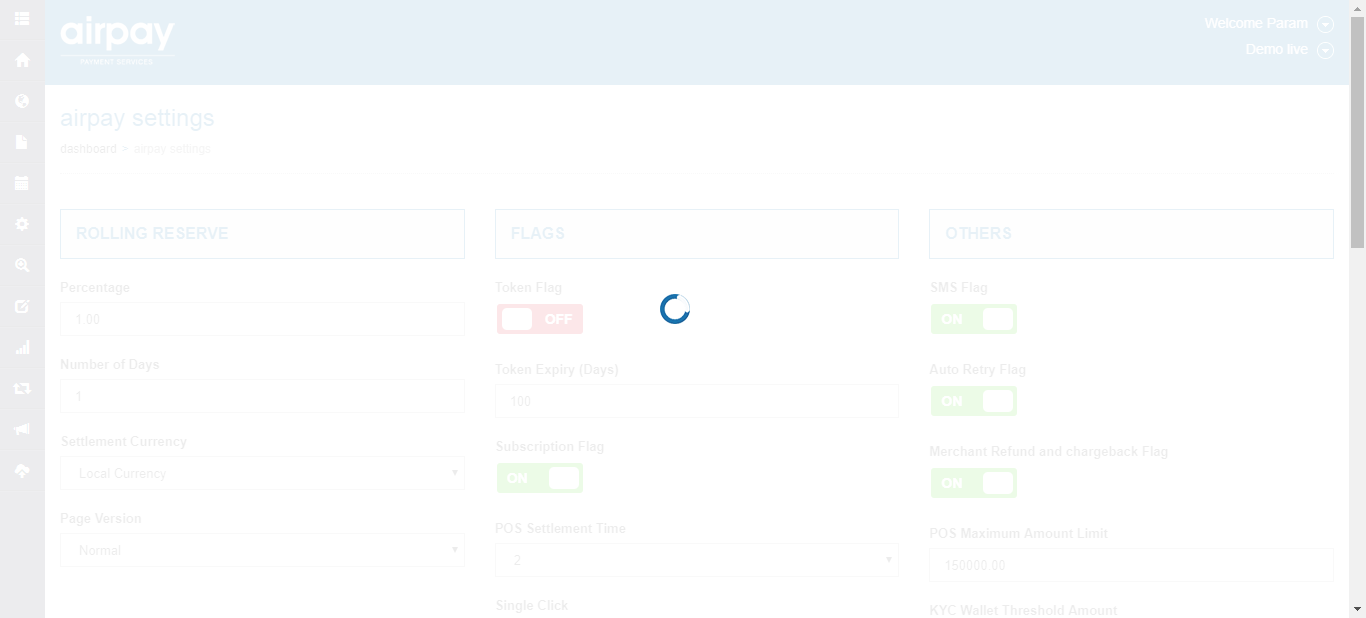 airpay
PAYMENT SERVICES
Welcome Param
Demo live
airpay settings
dashboard > airpay settings
ROLLING RESERVE
Percentage
1.00
Number of Days
1
Settlement Currency
Local Currency
Page Version
Normal
FLAGS
Token Flag
OFF
Token Expiry (Days)
100
Subscription Flag
ON
POS Settlement Time
2
Single Click
OTHERS
SMS Flag
ON
Auto Retry Flag
ON
Merchant Refund and chargeback Flag
ON
POS Maximum Amount Limit
150000.00
KYC Wallet Threshold Amount